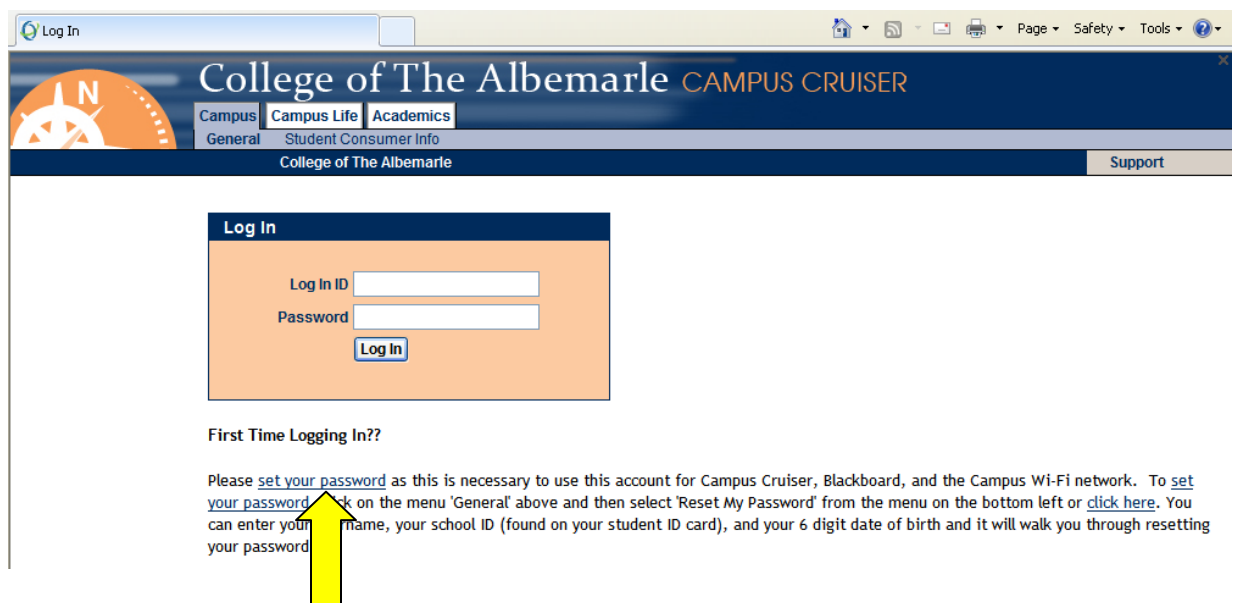 Log In
Page Safety Tools
N
College of The Albemarle CAMPUS CRUISER
Campus Campus Life Academics
General Student Consumer Info
College of The Albemarle Support
Log In
Log In ID
Password
Log In
First Time Logging In??
Please set your password as this is necessary to use this account for Campus Cruiser, Blackboard, and the Campus Wi-Fi network. To set
your password on the menu 'General' above and then select 'Reset My Password' from the menu on the bottom left or click here. You
can enter your school ID (found on your student ID card), and your 6 digit date of birth and it will walk you through resetting
your password